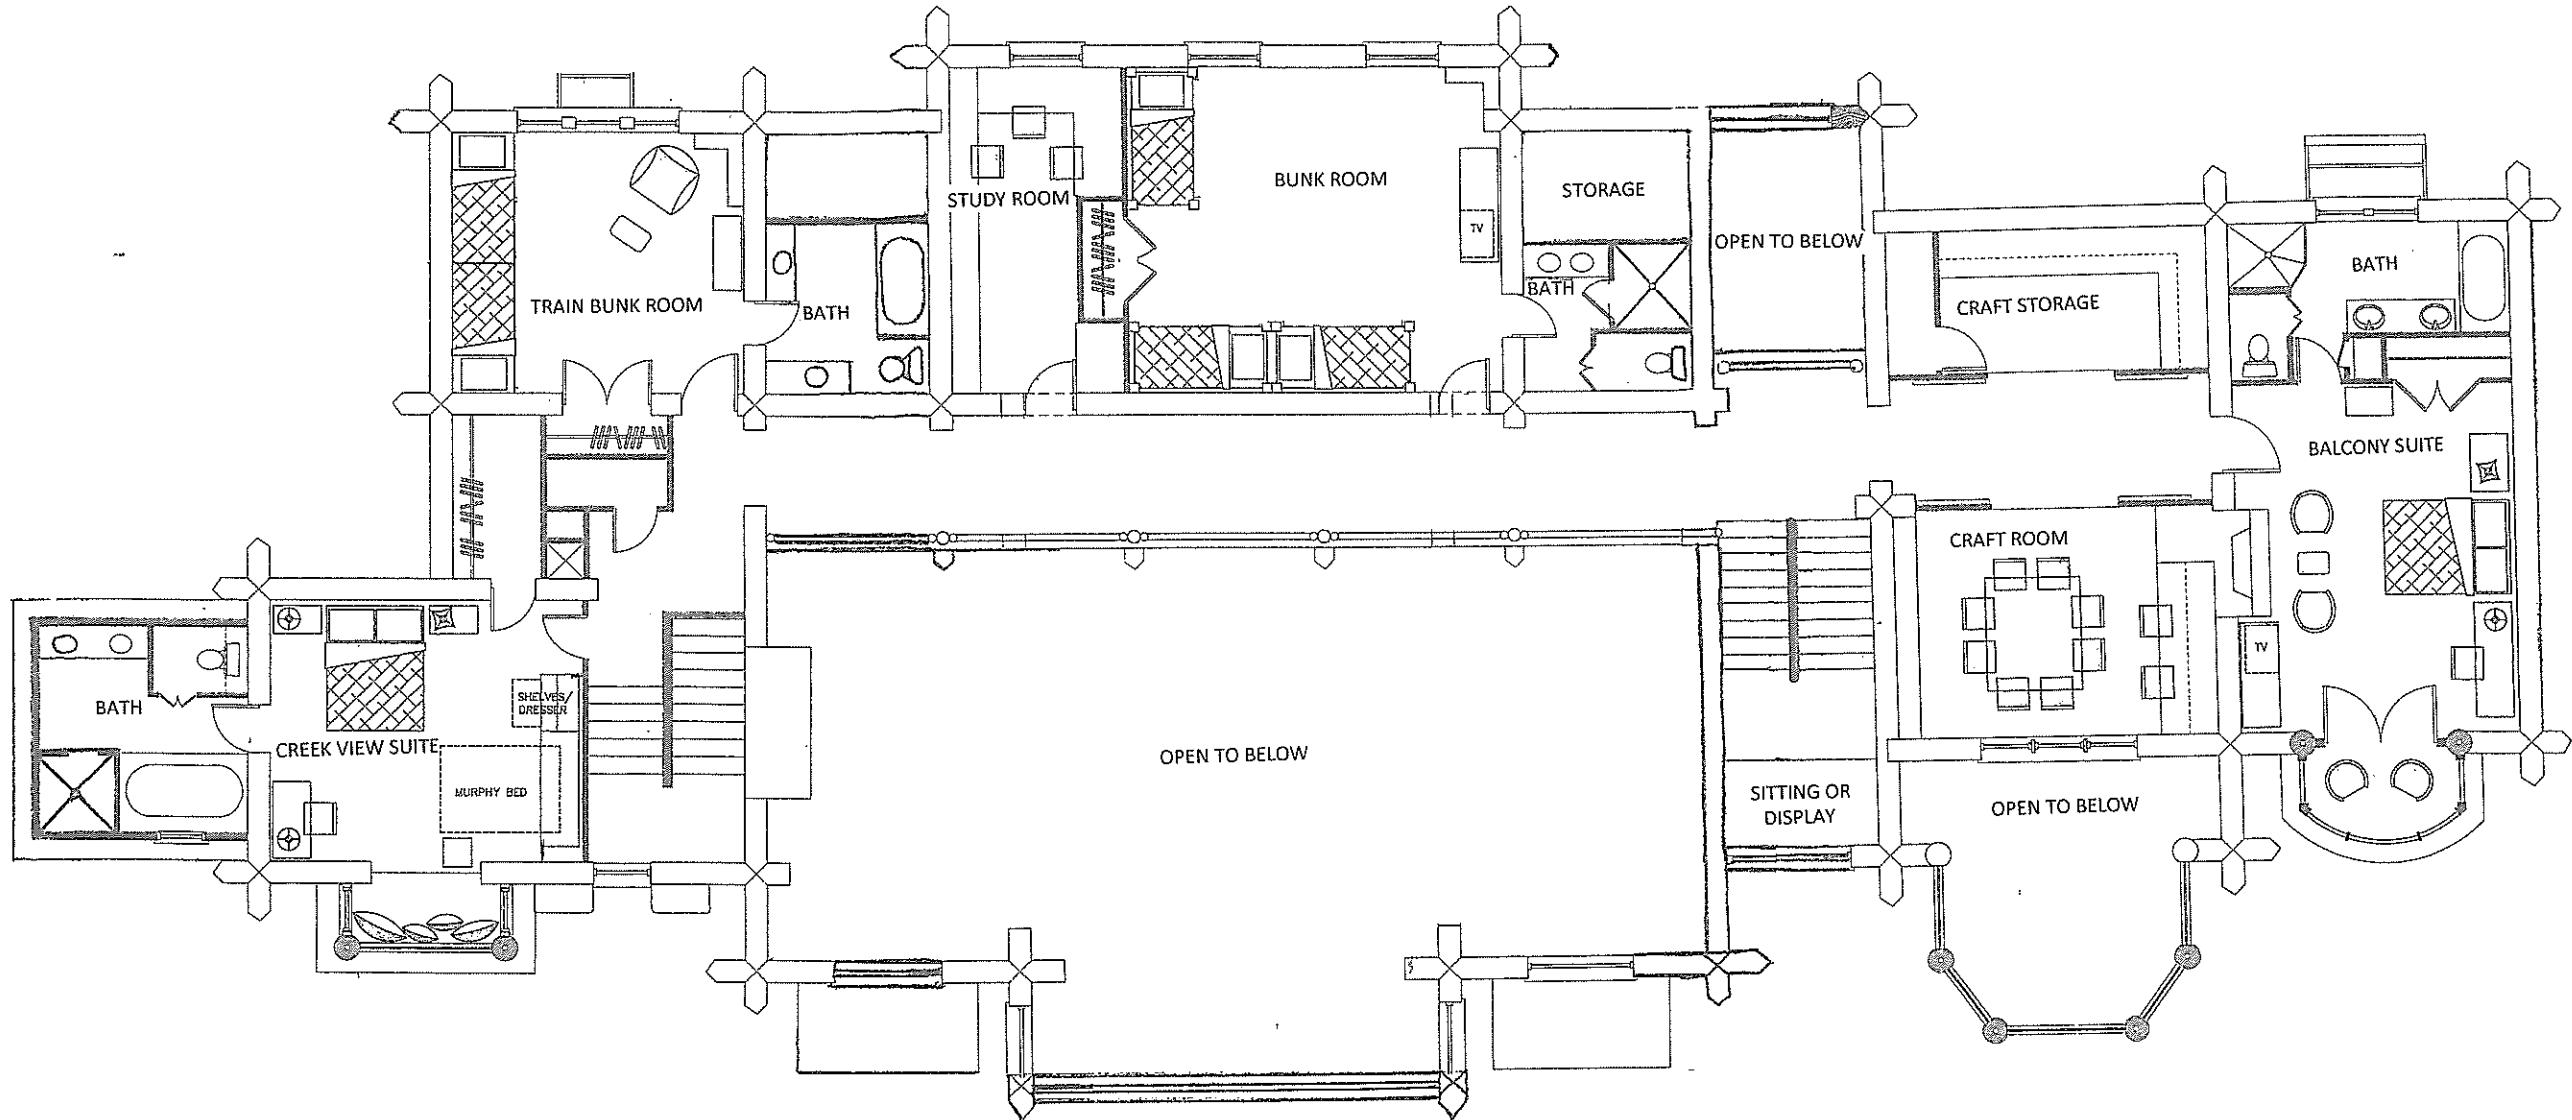 STUDY ROOM
BUNK ROOM
TV
STORAGE
OPEN TO BELOW
TRAIN BUNK ROOM
BATH
BATH
CRAFT STORAGE
BATH
BALCONY SUITE
CRAFT ROOM
TV
BATH
CREEK VIEW SUITE
SHELVES/
DRESSER
MURPHY BED
OPEN TO BELOW
SITTING OR
DISPLAY
OPEN TO BELOW